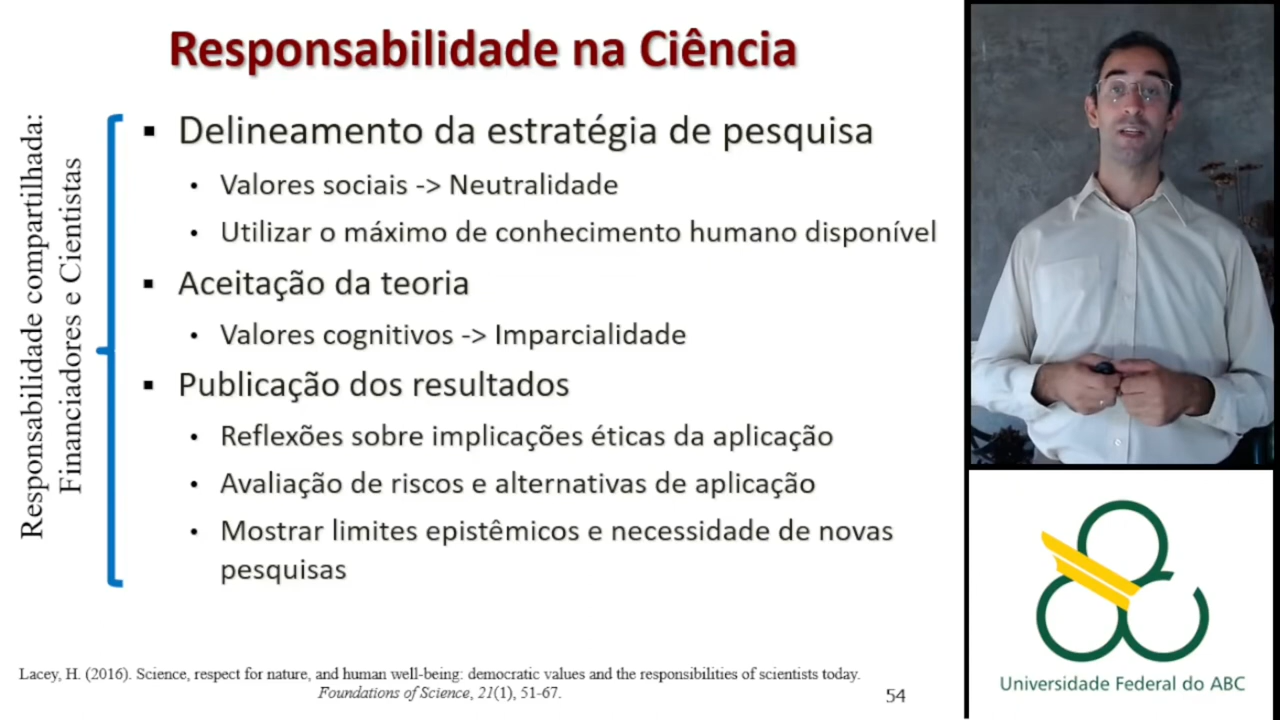 Responsabilidade na Ciência
Responsabilidade compartilhada:
Financiadores e Cientistas
▪ Delineamento da estratégia de pesquisa
• Valores sociais -> Neutralidade
• Utilizar o máximo de conhecimento humano disponível
▪ Aceitação da teoria
• Valores cognitivos -> Imparcialidade
▪ Publicação dos resultados
• Reflexões sobre implicações éticas da aplicação
• Avaliação de riscos e alternativas de aplicação
• Mostrar limites epistêmicos e necessidade de novas
pesquisas
Lacey, H. (2016). Science, respect for nature, and human well-being: democratic values and the responsibilities of scientists today.
Foundations of Science, 21(1), 51-67.
54
Universidade Federal do ABC